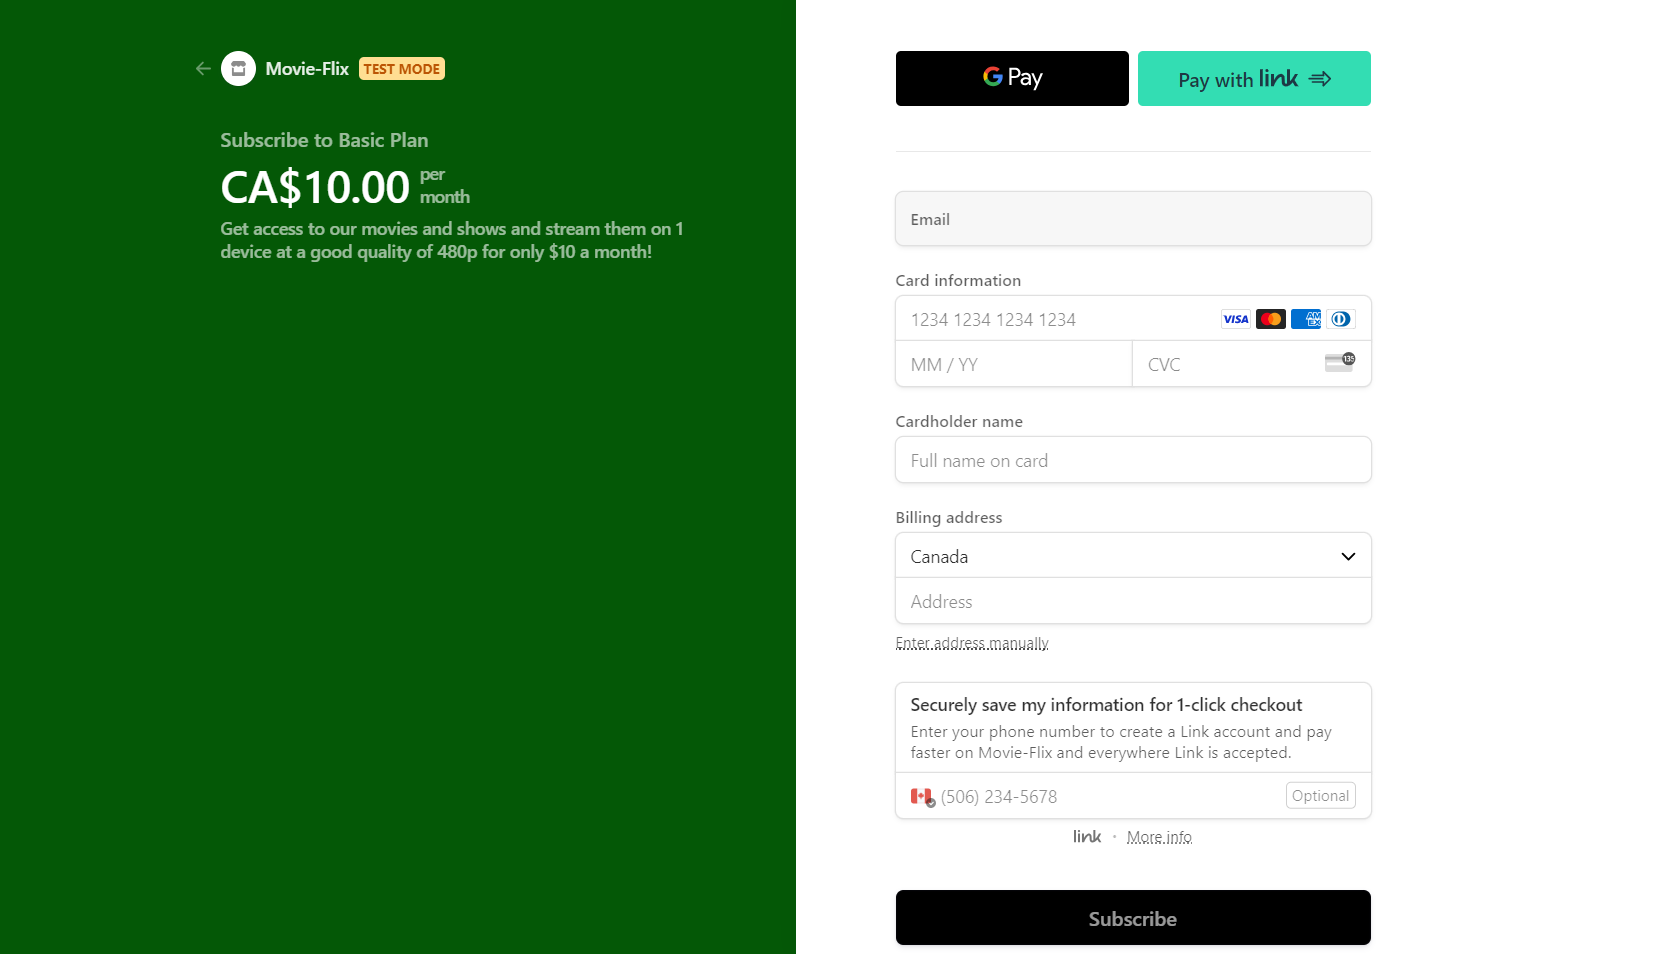 Movie-Flix TEST MODE
Subscribe to Basic Plan
CA$10.00 per
month
Get access to our movies and shows and stream them on 1
device at a good quality of 480p for only $10 a month!
G Pay
Pay with link
Email
Card information
1234 1234 1234 1234 VISA AMEX
MM / YY
CVC 135
Cardholder name
Full name on card
Billing address
Canada
Address
Enter address manually
Securely save my information for 1-click checkout
Enter your phone number to create a Link account and pay
faster on Movie-Flix and everywhere Link is accepted.
(506) 234-5678 Optional
link · More info
Subscribe